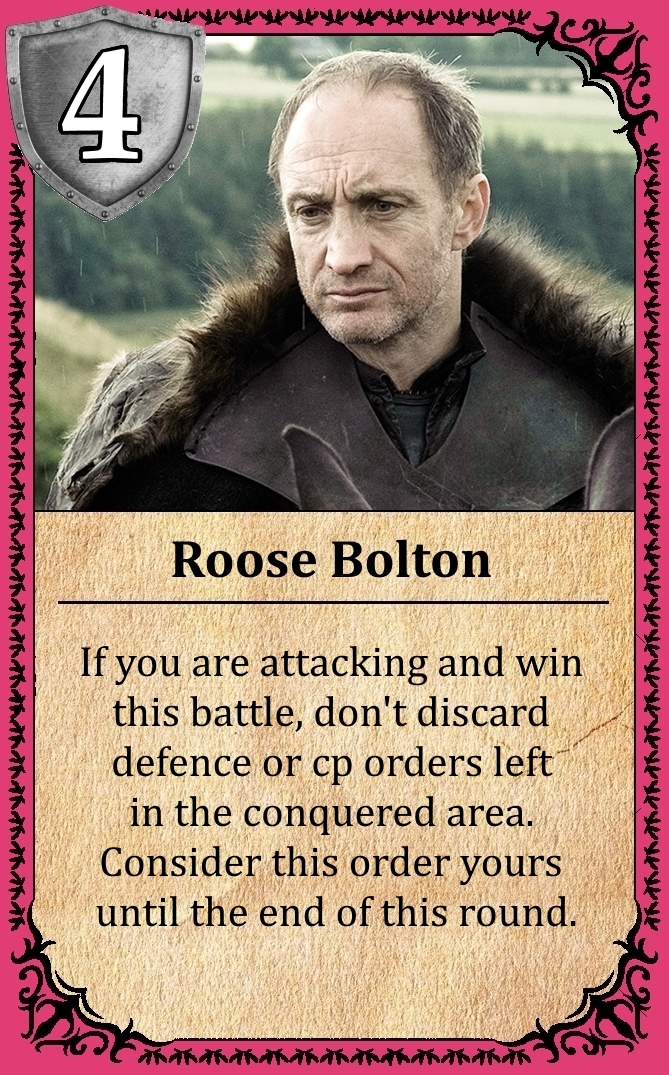 4
Roose Bolton
If you are attacking and win
this battle, don't discard
defence or cp orders left
in the conquered area.
Consider this order yours
until the end of this round.